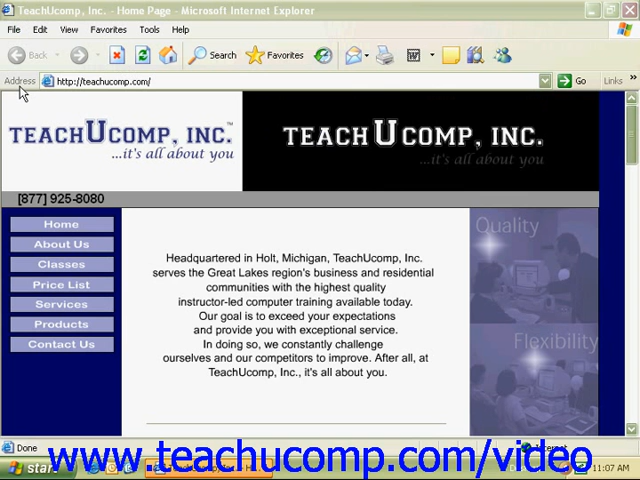 TeachUcomp, Inc. - Home Page - Microsoft Internet Explorer
File Edit View Favorites Tools Help
Back Search Favorites
Address http://teachucomp.com/ Go Links
TEACHUCOMP, INC.™ TEACHUCOMP, INC.
...it's all about you ...it's all about you
[877] 925-8080
Home
About Us
Classes
Price List
Services
Products
Contact Us
Headquartered in Holt, Michigan, TeachUcomp, Inc.
serves the Great Lakes region's business and residential
communities with the highest quality
instructor-led computer training available today.
Our goal is to exceed your expectations
and provide you with exceptional service.
In doing so, we constantly challenge
ourselves and our competitors to improve. After all, at
TeachUcomp, Inc., it's all about you.
Quality
Flexibility
Done Internet
www.teachucomp.com/video
start 11:07 AM